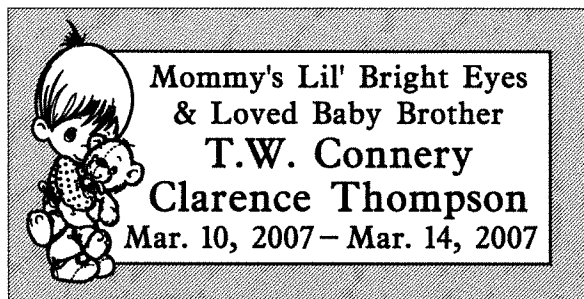 Mommy's Lil' Bright Eyes
& Loved Baby Brother
T.W. Connery
Clarence Thompson
Mar. 10, 2007 – Mar. 14, 2007